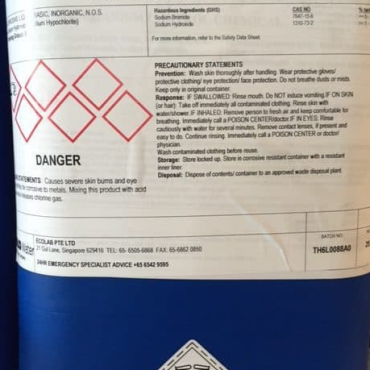 BASIC, INORGANIC, N.O.S.
Hypochlorite)
Hazardous Ingredients (GHS)
CAS NO
Sodium Bromide
7647-15-6
Sodium Hydroxide
1310-73-2
For more information, refer to the Safety Data Sheet
PRECAUTIONARY STATEMENTS
Prevention: Wash skin thoroughly after handling. Wear protective gloves/
protective clothing/ eye protection/ face protection. Do not breathe dusts or mists.
Keep only in original container.
Response: IF SWALLOWED: Rinse mouth. Do NOT induce vomiting. IF ON SKIN
(or hair): Take off immediately all contaminated clothing. Rinse skin with
water/shower. IF INHALED: Remove person to fresh air and keep comfortable for
breathing. Immediately call a POISON CENTER/doctor. IF IN EYES: Rinse
cautiously with water for several minutes. Remove contact lenses, if present and
easy to do. Continue rinsing. Immediately call a POISON CENTER or doctor/
physician.
Wash contaminated clothing before reuse.
Storage: Store locked up. Store in corrosive resistant container with a resistant
inner liner.
Disposal: Dispose of contents/ container to an approved waste disposal plant
DANGER
STATEMENTS: Causes severe skin burns and eye
corrosive to metals. Mixing this product with acid
chlorine gas.
ECOLAB PTE LTD
21 Gul Lane, Singapore 629416 TEL: 65-6505-6868 FAX: 65-6862-0850
24HR EMERGENCY SPECIALIST ADVICE +65 6542 9595
BATCH NO:
TH6L0088A0